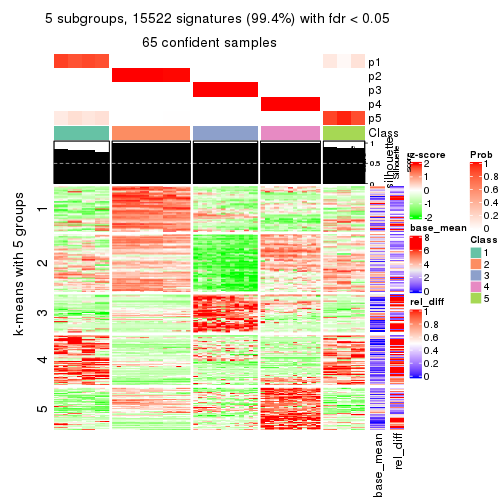 5 subgroups, 15522 signatures (99.4%) with fdr < 0.05
65 confident samples
p1
p2
p3
p4
p5
Class
1
0.5
0
silhouette
Silhouette
k-means with 5 groups
1
2
3
4
5
base_mean
rel_diff
z-score
2
1
0
-1
-2
base_mean
8
6
4
2
0
rel_diff
1
0.8
0.6
0.4
0.2
0
Prob
1
0.8
0.6
0.4
0.2
0
Class
1
2
3
4
5